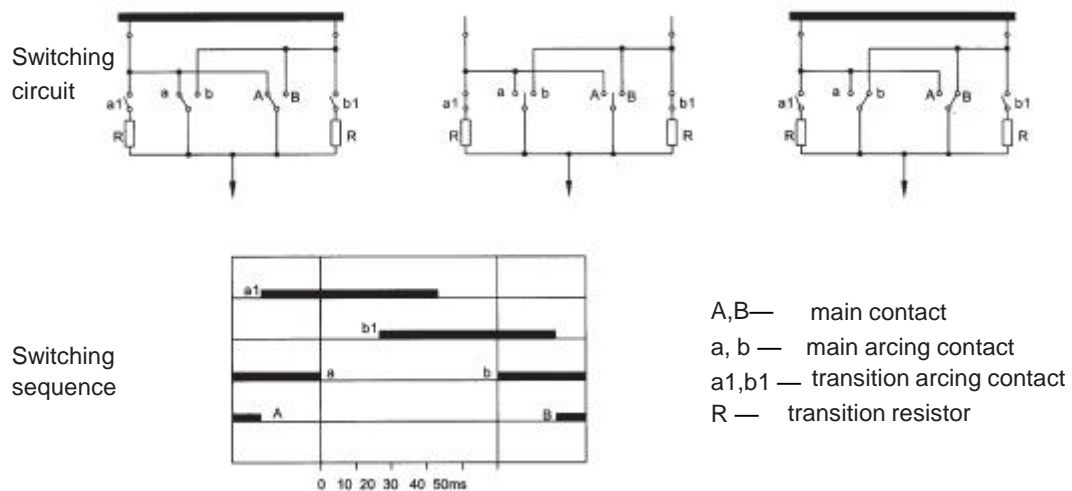 Switching
circuit
a1 a b A B b1
R R
a1 a b A B b1
R R
a1 a b A B b1
R R
Switching
sequence
a1
b1
a b
A B
0 10 20 30 40 50ms
A,B— main contact
a, b — main arcing contact
a1,b1 — transition arcing contact
R — transition resistor